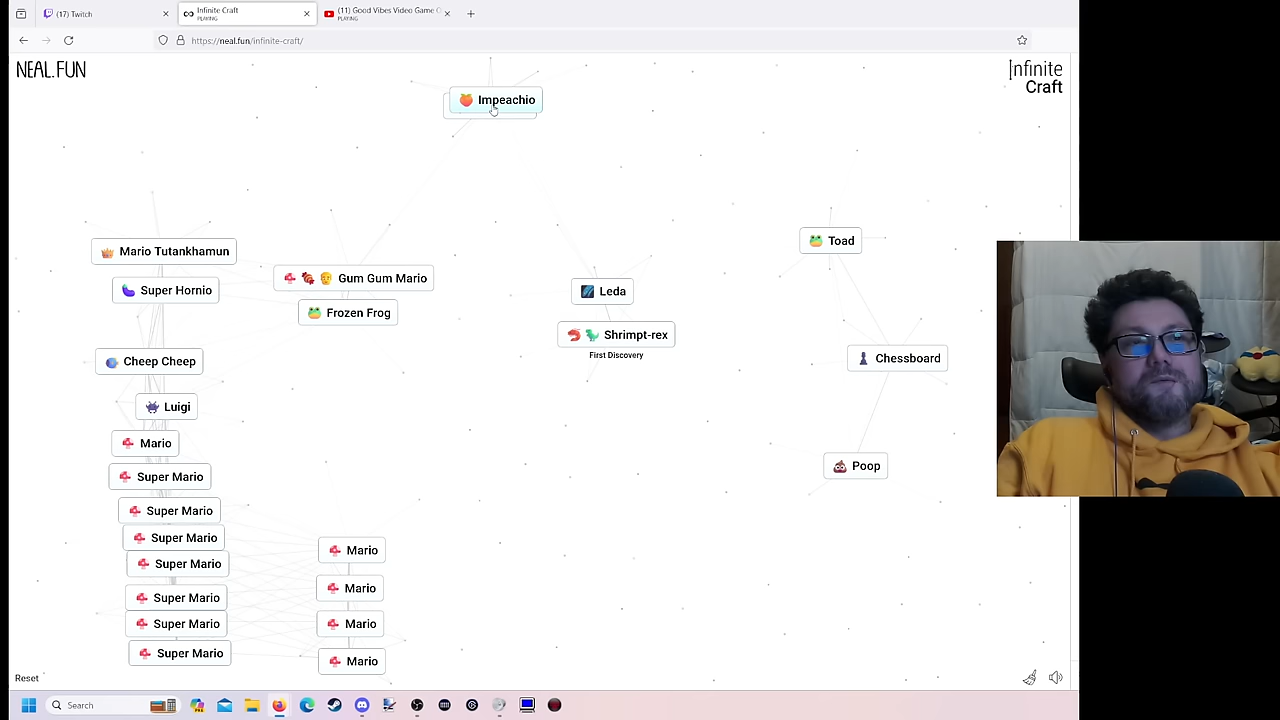 (17) Twitch
Infinite Craft
PLAYING
(11) Good Vibes Video Game
PLAYING
https://neal.fun/infinite-craft/
NEAL.FUN
Infinite
Craft
Impeachio
Toad
Mario Tutankhamun
Gum Gum Mario
Super Hornio
Leda
Frozen Frog
Shrimpt-rex
First Discovery
Cheep Cheep
Chessboard
Luigi
Mario
Poop
Super Mario
Super Mario
Super Mario
Mario
Super Mario
Mario
Super Mario
Super Mario
Mario
Super Mario
Mario
Reset
Search